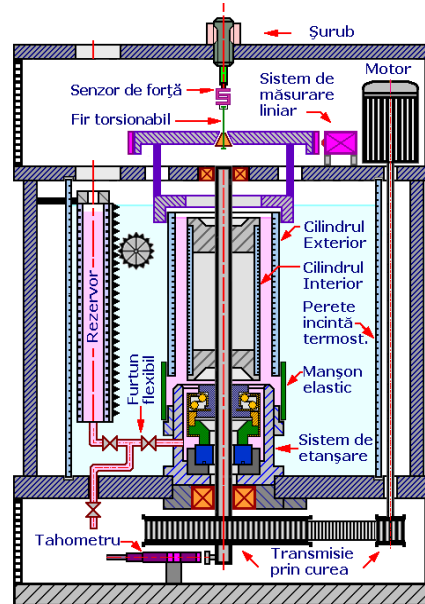 Şurub
Senzor de forţă
Sistem de
măsurare
liniar
Motor
Fir torsionabil
Cilindrul
Exterior
Cilindrul
Interior
Rezervor
Perete
incintă
termost.
Furtun
flexibil
Manşon
elastic
Sistem de
etanşare
Tahometru
Transmisie
prin curea